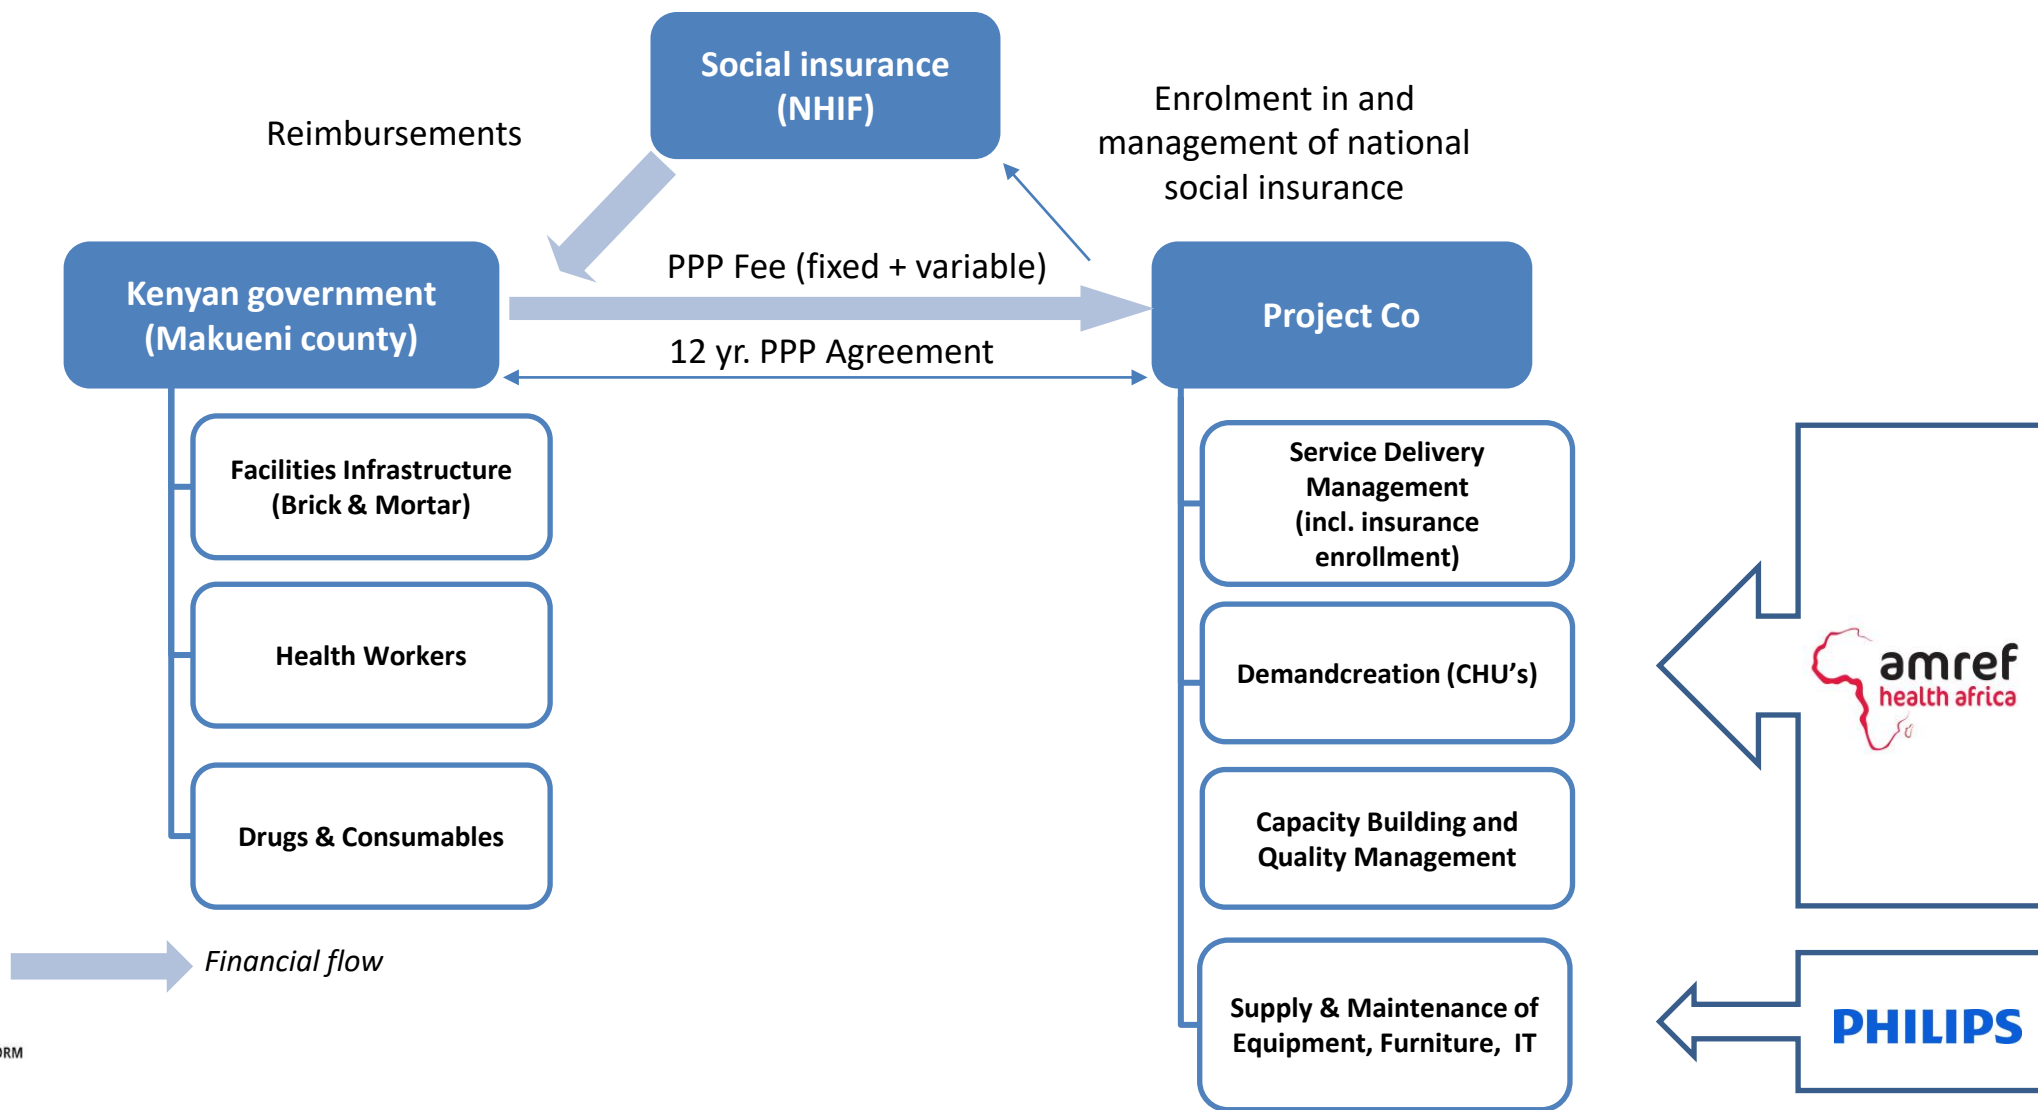 Social insurance
(NHIF)
Reimbursements
Enrolment in and
management of national
social insurance
Kenyan government
(Makueni county)
PPP Fee (fixed + variable)
12 yr. PPP Agreement
Project Co
Facilities Infrastructure
(Brick & Mortar)
Health Workers
Drugs & Consumables
Service Delivery
Management
(incl. insurance
enrollment)
Demandcreation (CHU’s)
Capacity Building and
Quality Management
Supply & Maintenance of
Equipment, Furniture, IT
amref
health africa
PHILIPS
Financial flow